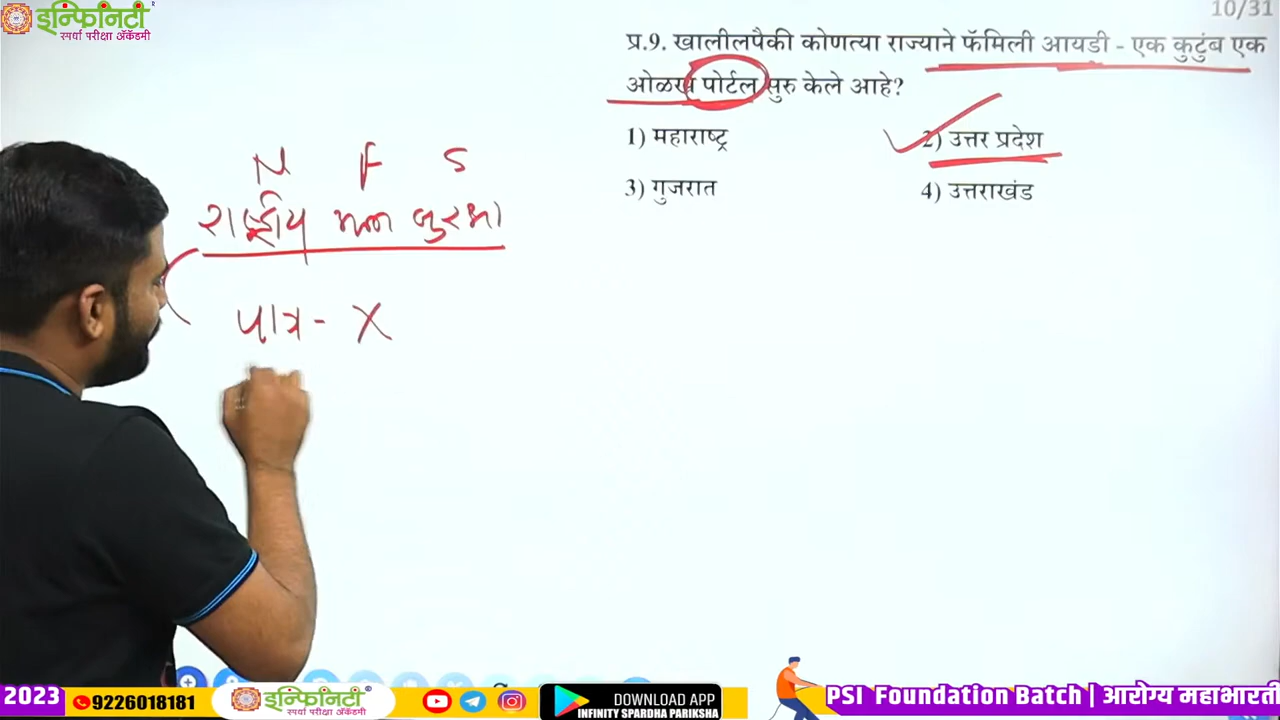 इन्फिनिटी
स्पर्धा परीक्षा अॅकॅडमी
10/31
प्र.9. खालीलपैकी कोणत्या राज्याने फॅमिली आयडी - एक कुटुंब एक
ओळख पोर्टल सुरु केले आहे?
1) महाराष्ट्र
2) उत्तर प्रदेश
3) गुजरात
4) उत्तराखंड
N F S
राष्ट्रीय अन्न सुरक्षा
पात्र - X
2023
9226018181
इन्फिनिटी
स्पर्धा परीक्षा अॅकॅडमी
DOWNLOAD APP
INFINITY SPARDHA PARIKSHA
PSI Foundation Batch | आरोग्य महाभारती